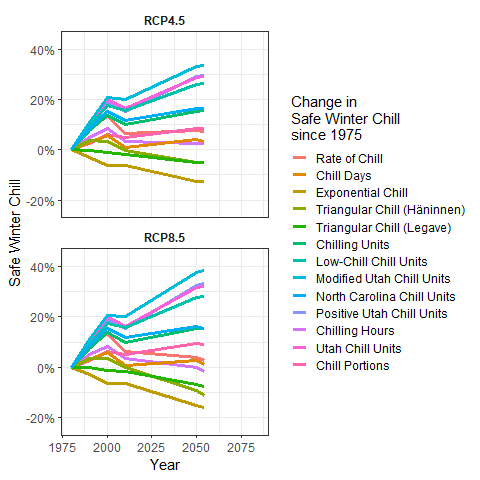 RCP4.5
40%
20%
0%
-20%
RCP8.5
40%
20%
0%
-20%
1975
2000
2025
2050
2075
Year
Safe Winter Chill
Change in
Safe Winter Chill
since 1975
Rate of Chill
Chill Days
Exponential Chill
Triangular Chill (Häninnen)
Triangular Chill (Legave)
Chilling Units
Low-Chill Chill Units
Modified Utah Chill Units
North Carolina Chill Units
Positive Utah Chill Units
Chilling Hours
Utah Chill Units
Chill Portions